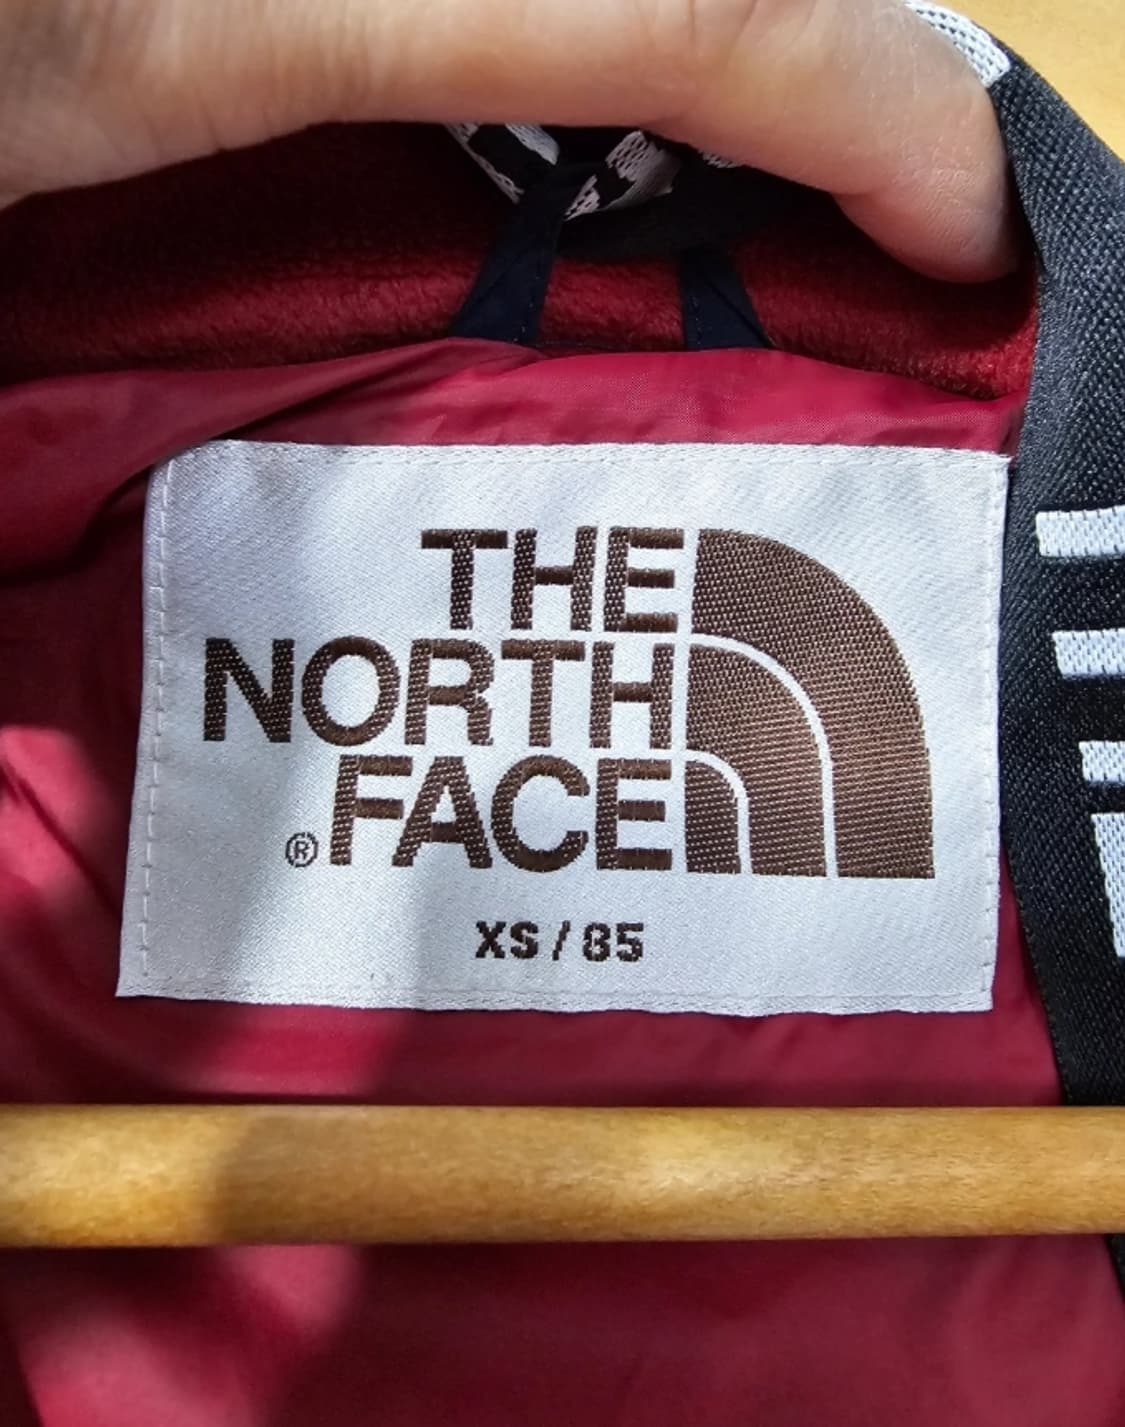 THE
NORTH
FACE
®
XS / 85